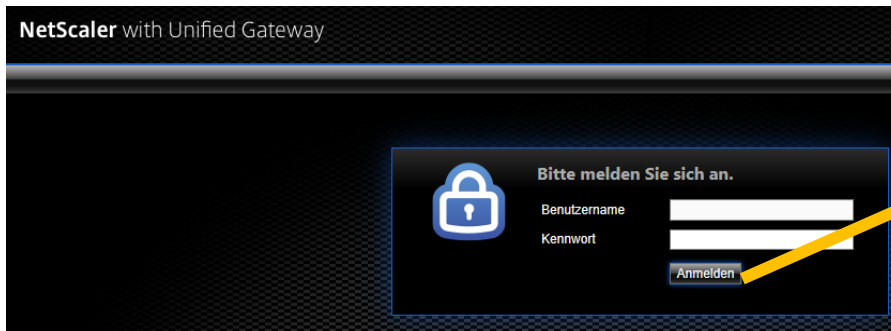 NetScaler with Unified Gateway
Bitte melden Sie sich an.
Benutzername
Kennwort
Anmelden